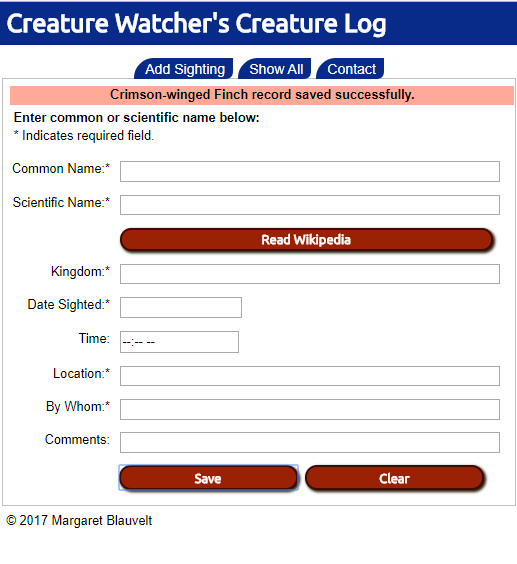 Creature Watcher's Creature Log
Add Sighting Show All Contact
Crimson-winged Finch record saved successfully.
Enter common or scientific name below:
* Indicates required field.
Common Name:*
Scientific Name:*
Read Wikipedia
Kingdom:*
Date Sighted:*
Time: --:-- --
Location:*
By Whom:*
Comments:
Save Clear
© 2017 Margaret Blauvelt